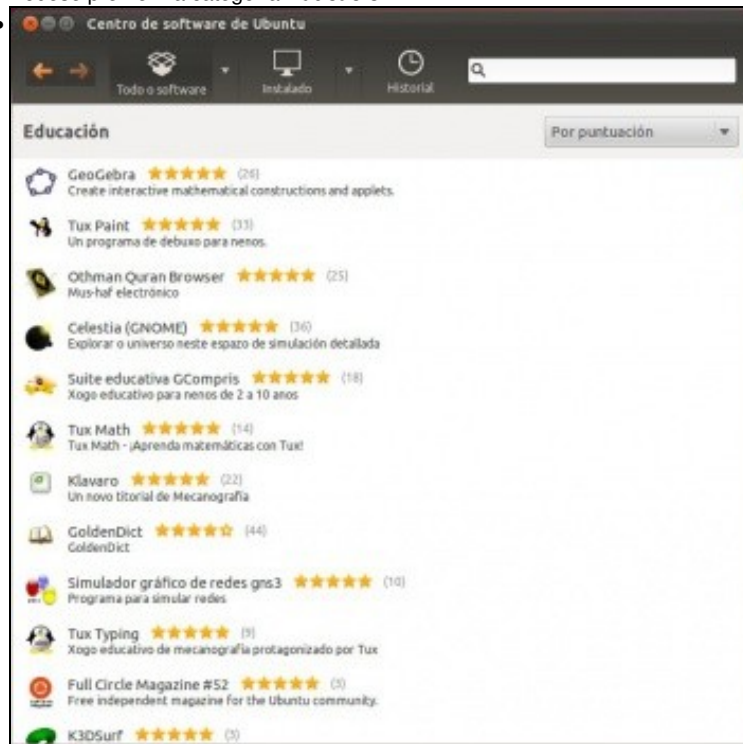 Centro de software de Ubuntu
Todo o software
Instalado
Historial
Educación
Por puntuación
GeoGebra (26)
Create interactive mathematical constructions and applets.
Tux Paint (33)
Un programa de debuxo para nenos.
Othman Quran Browser (25)
Mus-haf electrónico
Celestia (GNOME) (36)
Explorar o universo neste espazo de simulación detallada
Suite educativa GCompris (18)
Xogo educativo para nenos de 2 a 10 anos
Tux Math (14)
Tux Math - ¡Aprenda matemáticas con Tux!
Klavaro (22)
Un novo titorial de Mecanografía
GoldenDict (44)
GoldenDict
Simulador gráfico de redes gns3 (10)
Programa para simular redes
Tux Typing (9)
Xogo educativo de mecanografía protagonizado por Tux
Full Circle Magazine #52 (3)
Free independent magazine for the Ubuntu community.
K3DSurf (3)